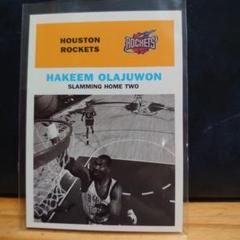 HOUSTON
ROCKETS
ROCKETS
HAKEEM OLAJUWON
SLAMMING HOME TWO